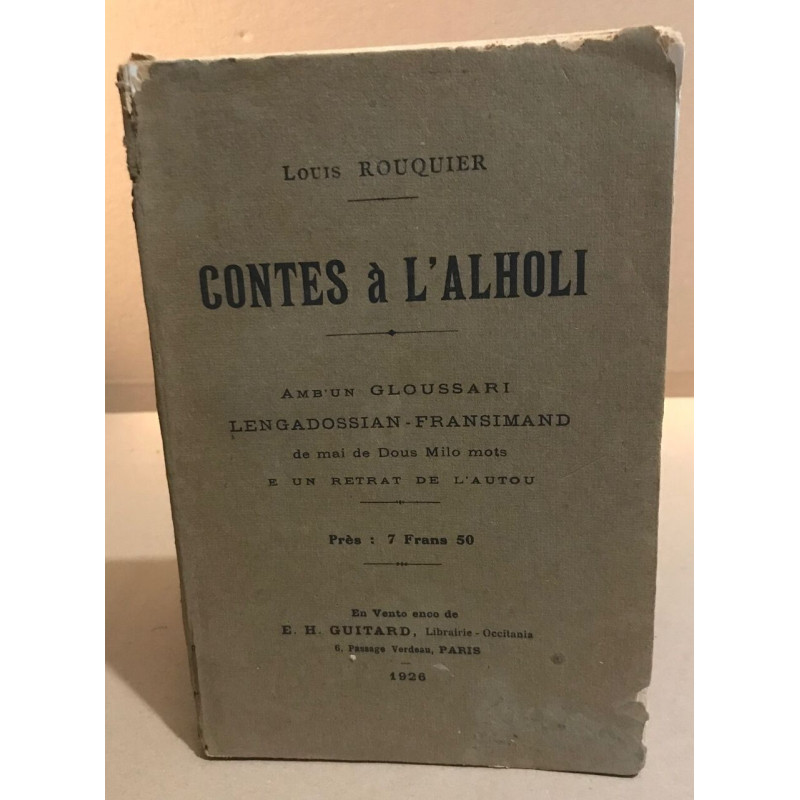 Louis ROUQUIER
CONTES à L'ALHOLI
AMB'UN GLOUSSARI
LENGADOSSIAN-FRANSIMAND
de mai de Dous Milo mots
E UN RETRAT DE L'AUTOU
Près : 7 Frans 50
En Vento enco de
E. H. GUITARD, Librairie-Occitania
6, Passage Verdeau, PARIS
1926